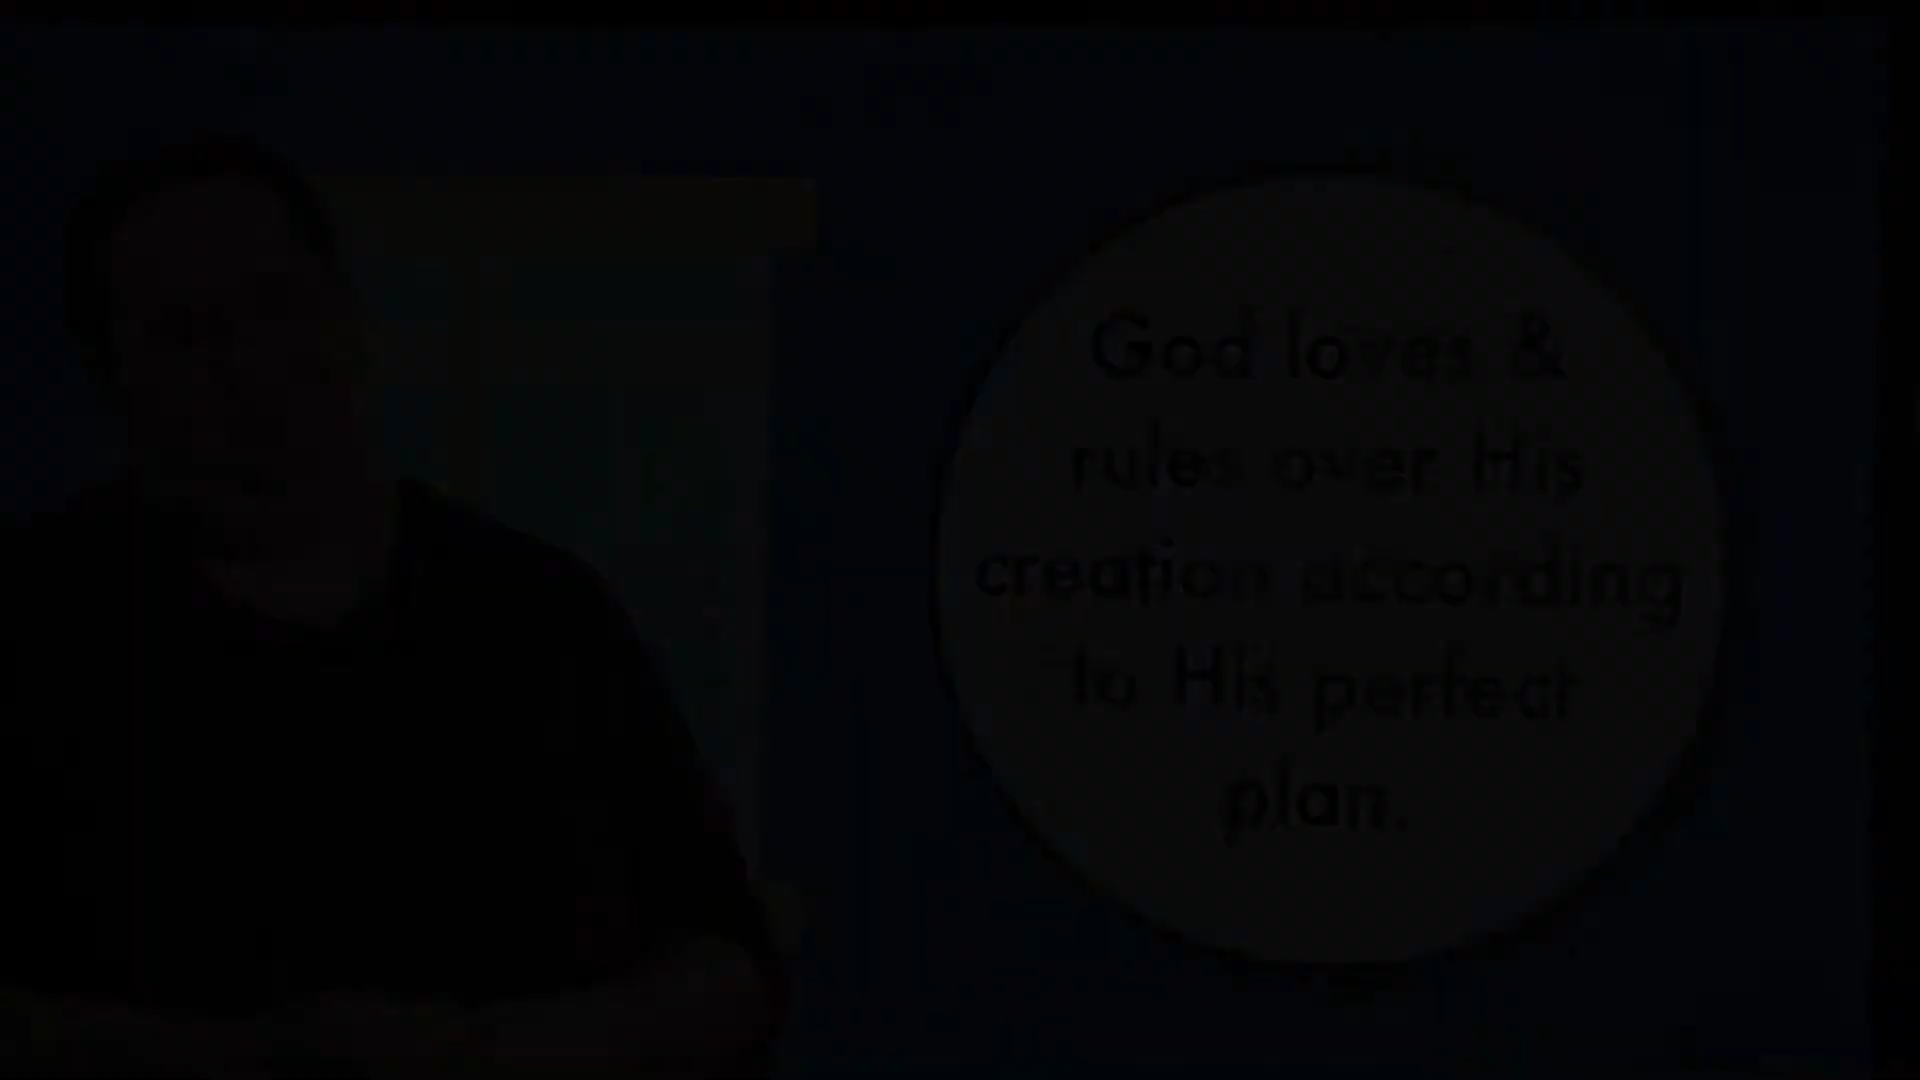 God loves &
rules over His
creation according
to His perfect
plan.